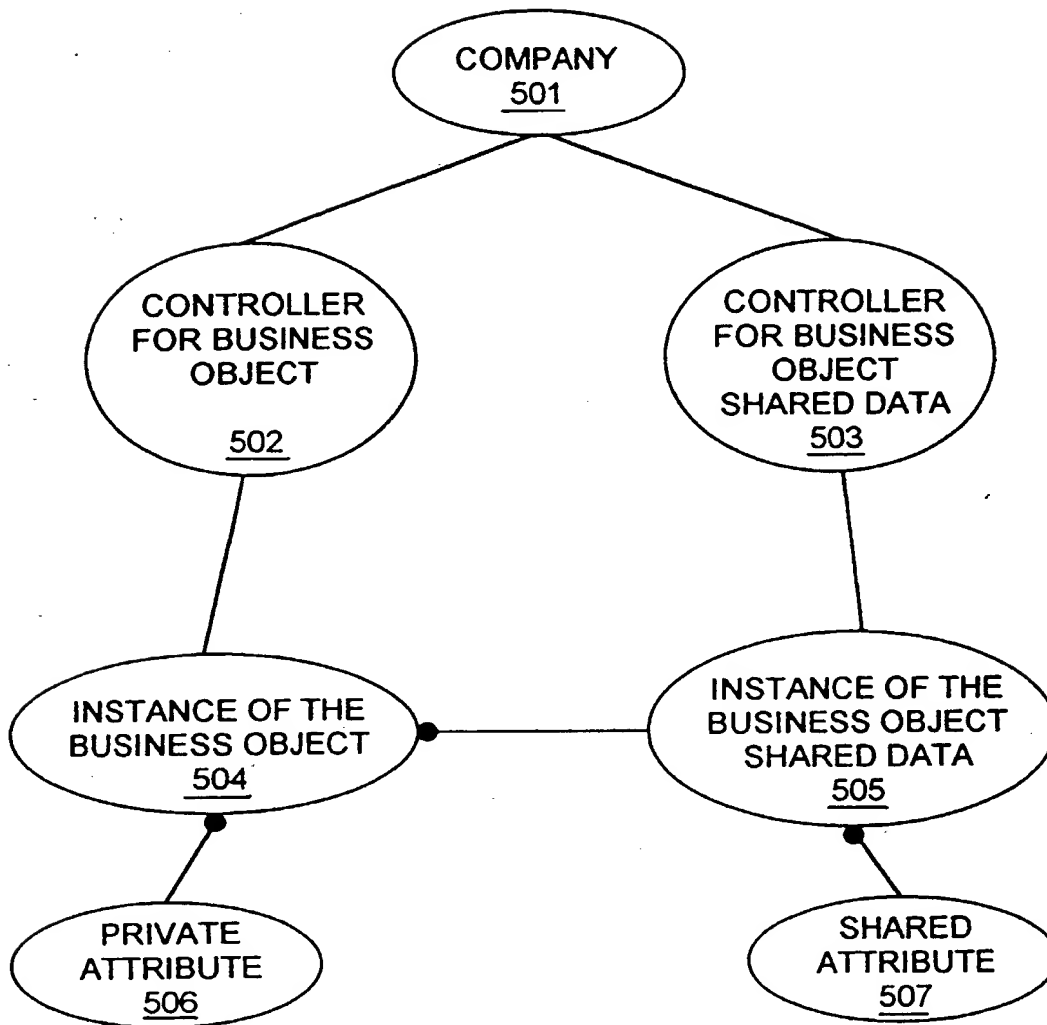 COMPANY
501
CONTROLLER
FOR BUSINESS
OBJECT
502
CONTROLLER
FOR BUSINESS
OBJECT
SHARED DATA
503
INSTANCE OF THE
BUSINESS OBJECT
504
INSTANCE OF THE
BUSINESS OBJECT
SHARED DATA
505
PRIVATE
ATTRIBUTE
506
SHARED
ATTRIBUTE
507